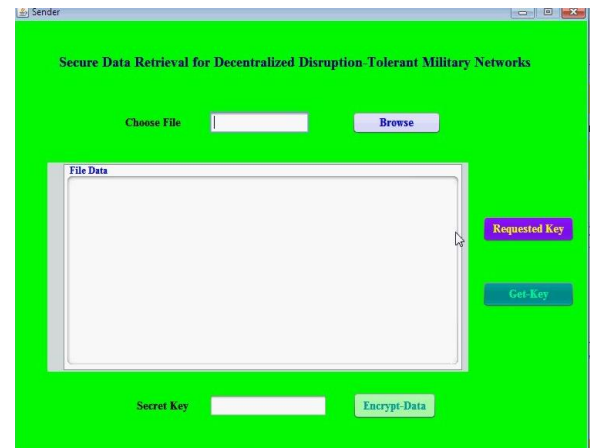 Sender
Secure Data Retrieval for Decentralized Disruption-Tolerant Military Networks
Choose File
Browse
File Data
Requested Key
Get-Key
Secret Key
Encrypt-Data